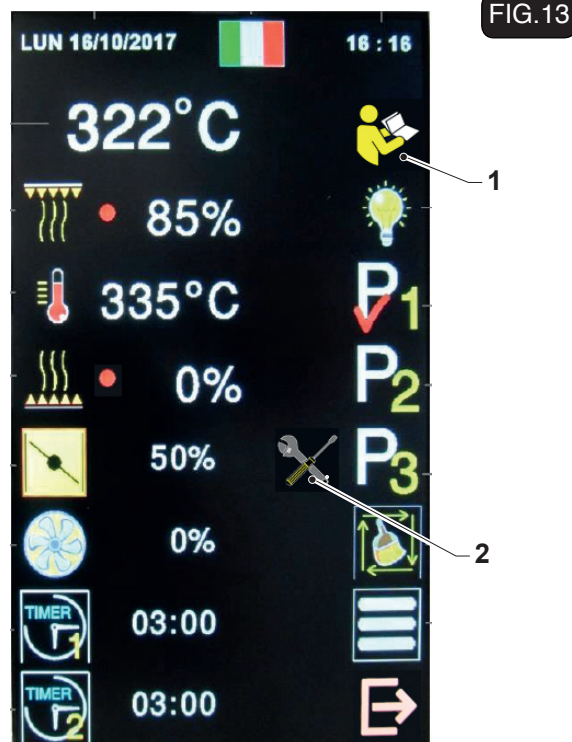 FIG.13
LUN 16/10/2017 16 : 16
322°C
1
85%
335°C P1
0% P2
50% P3
0% 2
TIMER 1 03:00
TIMER 2 03:00